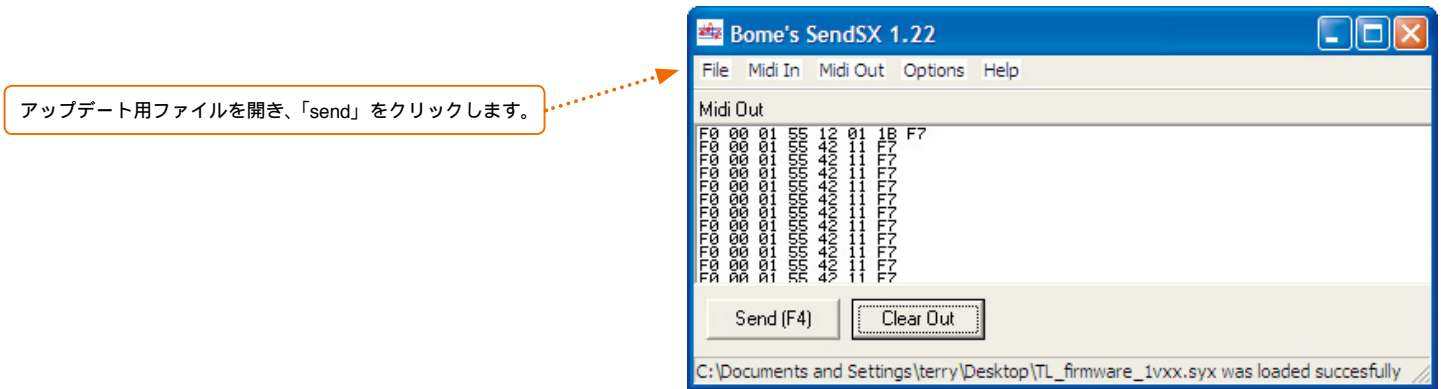 アップデート用ファイルを開き、「send」をクリックします。
Bome's SendSX 1.22
File Midi In Midi Out Options Help
Midi Out
F0 00 01 55 12 01 1B F7
F0 00 01 55 42 11 F7
F0 00 01 55 42 11 F7
F0 00 01 55 42 11 F7
F0 00 01 55 42 11 F7
F0 00 01 55 42 11 F7
F0 00 01 55 42 11 F7
F0 00 01 55 42 11 F7
F0 00 01 55 42 11 F7
F0 00 01 55 42 11 F7
F0 00 01 55 42 11 F7
F0 00 01 55 42 11 F7
Send (F4) Clear Out
C:\Documents and Settings\terry\Desktop\TL_firmware_1vxx.syx was loaded succesfully